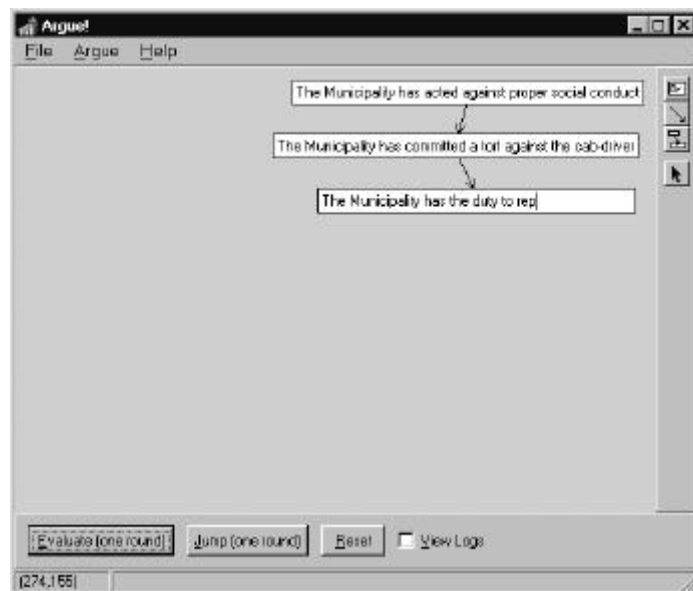 Argue!
File Argue Help
The Municipality has acted against proper social conduct
The Municipality has committed a tort against the cab-driver
The Municipality has the duty to rep
Evaluate (one round) Jump (one round) Reset View Logs
(274,155)